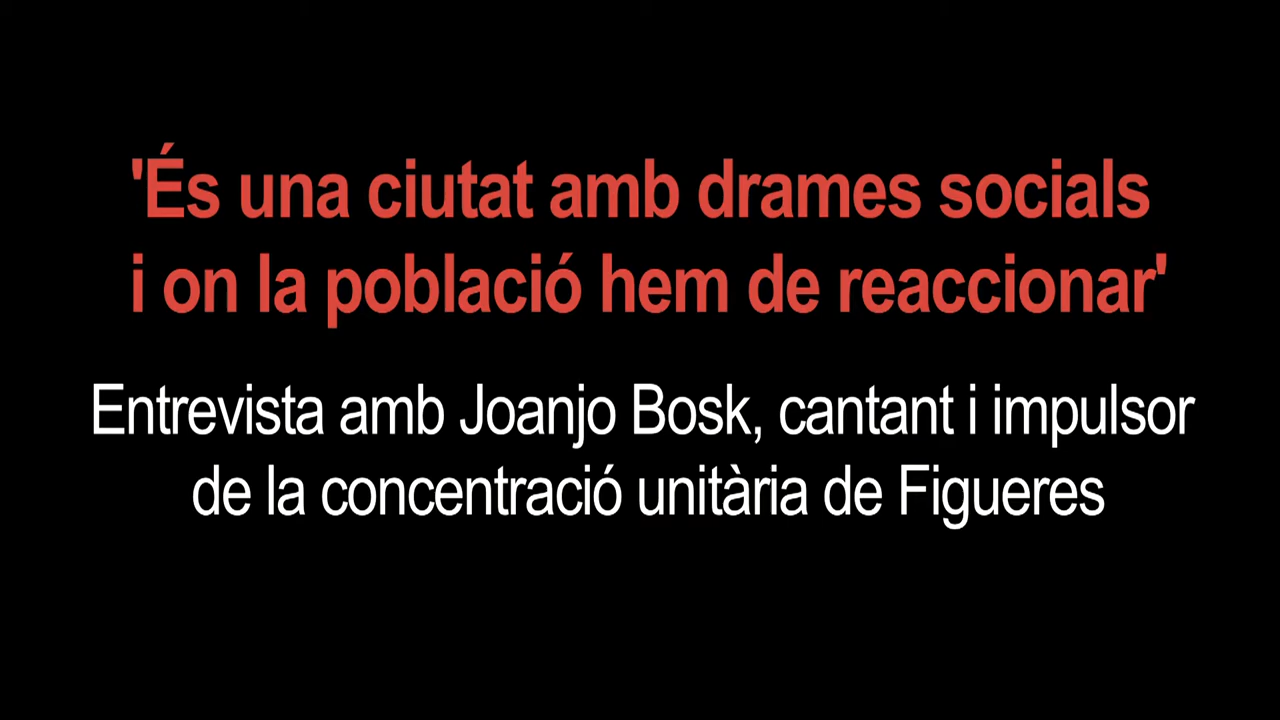 'És una ciutat amb drames socials
i on la població hem de reaccionar'
Entrevista amb Joanjo Bosk, cantant i impulsor
de la concentració unitària de Figueres